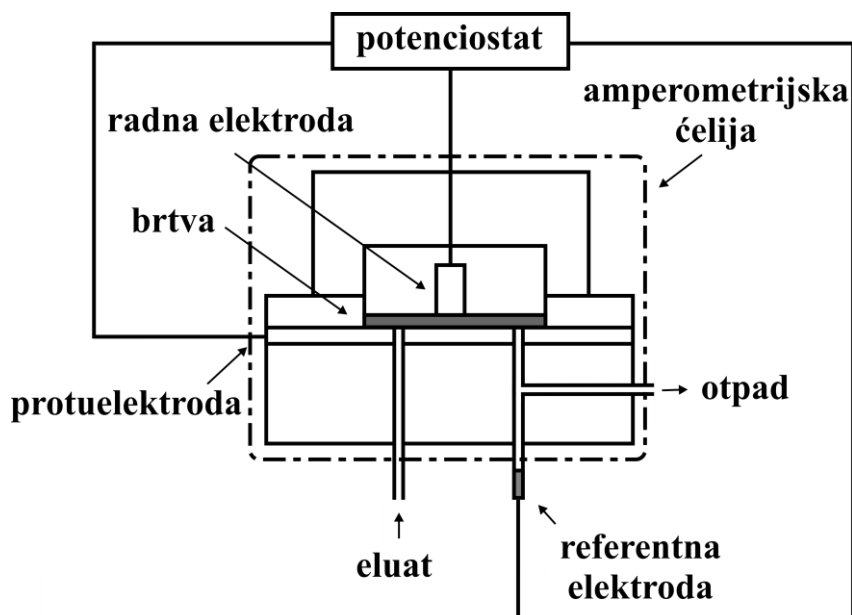 potenciostat
amperometrijska
ćelija
radna elektroda
brtva
protuelektroda
otpad
eluat
referentna
elektroda